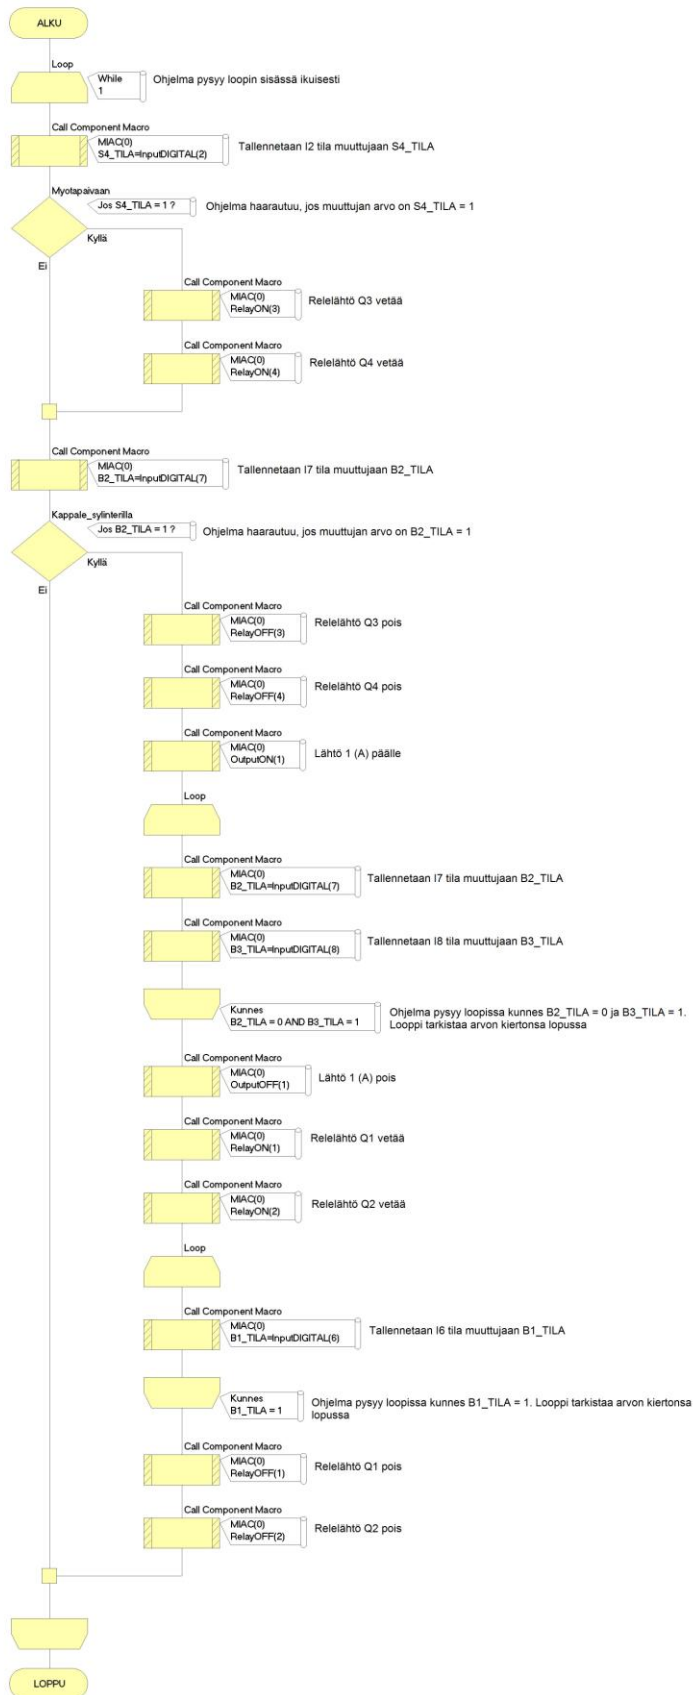 ALKU
Loop
While
1
Ohjelma pysyy loopin sisässä ikuisesti
Call Component Macro
MIAC(0)
S4_TILA=InputDIGITAL(2)
Tallennetaan I2 tila muuttujaan S4_TILA
Myotapaivaan
Jos S4_TILA = 1 ?
Ohjelma haarautuu, jos muuttujan arvo on S4_TILA = 1
Kyllä
Ei
Call Component Macro
MIAC(0)
RelayON(3)
Relelähtö Q3 vetää
Call Component Macro
MIAC(0)
RelayON(4)
Relelähtö Q4 vetää
Call Component Macro
MIAC(0)
B2_TILA=InputDIGITAL(7)
Tallennetaan I7 tila muuttujaan B2_TILA
Kappale_sylinterilla
Jos B2_TILA = 1 ?
Ohjelma haarautuu, jos muuttujan arvo on B2_TILA = 1
Kyllä
Ei
Call Component Macro
MIAC(0)
RelayOFF(3)
Relelähtö Q3 pois
Call Component Macro
MIAC(0)
RelayOFF(4)
Relelähtö Q4 pois
Call Component Macro
MIAC(0)
OutputON(1)
Lähtö 1 (A) päälle
Loop
Call Component Macro
MIAC(0)
B2_TILA=InputDIGITAL(7)
Tallennetaan I7 tila muuttujaan B2_TILA
Call Component Macro
MIAC(0)
B3_TILA=InputDIGITAL(8)
Tallennetaan I8 tila muuttujaan B3_TILA
Kunnes
B2_TILA = 0 AND B3_TILA = 1
Ohjelma pysyy loopissa kunnes B2_TILA = 0 ja B3_TILA = 1.
Looppi tarkistaa arvon kiertonsa lopussa
Call Component Macro
MIAC(0)
OutputOFF(1)
Lähtö 1 (A) pois
Call Component Macro
MIAC(0)
RelayON(1)
Relelähtö Q1 vetää
Call Component Macro
MIAC(0)
RelayON(2)
Relelähtö Q2 vetää
Loop
Call Component Macro
MIAC(0)
B1_TILA=InputDIGITAL(6)
Tallennetaan I6 tila muuttujaan B1_TILA
Kunnes
B1_TILA = 1
Ohjelma pysyy loopissa kunnes B1_TILA = 1. Looppi tarkistaa arvon kiertonsa
lopussa
Call Component Macro
MIAC(0)
RelayOFF(1)
Relelähtö Q1 pois
Call Component Macro
MIAC(0)
RelayOFF(2)
Relelähtö Q2 pois
LOPPU